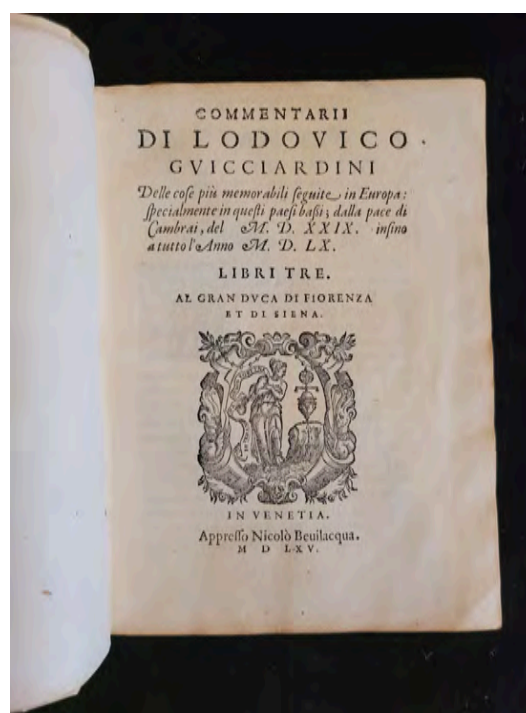 COMMENTARII
DI LODOVICO
GVICCIARDINI
Delle coſe più memorabili ſeguite in Europa:
ſpecialmente in queſti paeſi baßi; dalla pace di
Cambrai, del M. D. XXIX. inſino
a tutto l'Anno M. D. LX.
LIBRI TRE.
AL GRAN DVCA DI FIORENZA
ET DI SIENA.
IN VENETIA.
Appreſſo Nicolò Beuilacqua.
M D LXV.